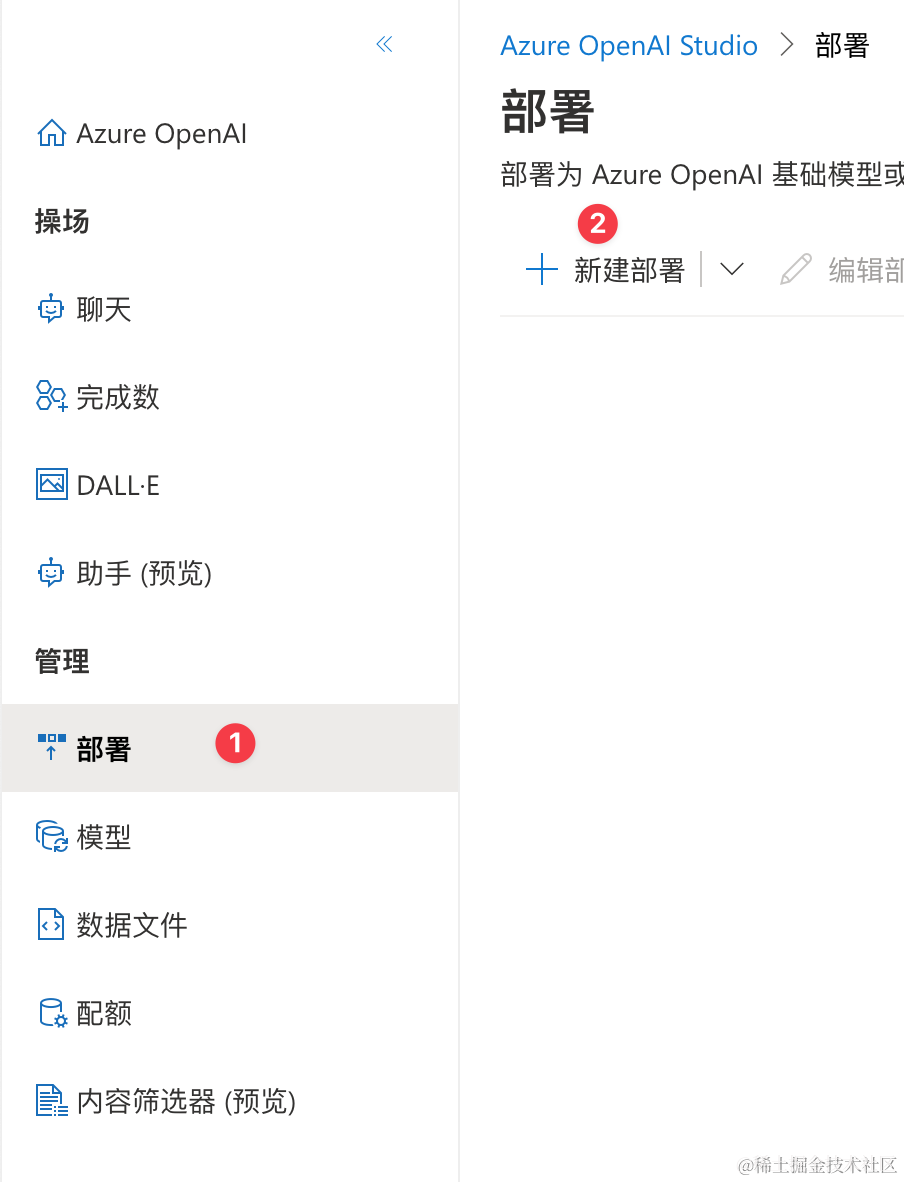 Azure OpenAI
操场
聊天
完成数
DALL·E
助手 (预览)
管理
部署
1
模型
数据文件
配额
内容筛选器 (预览)
Azure OpenAI Studio > 部署
部署
部署为 Azure OpenAI 基础模型或
2
新建部署 编辑部
@稀土掘金技术社区